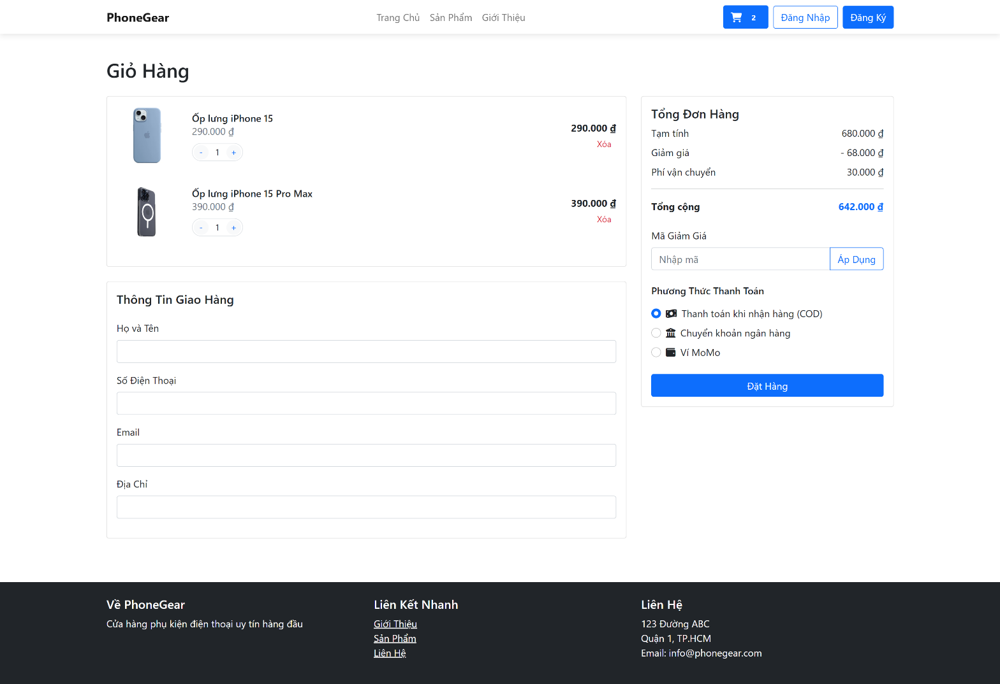 PhoneGear
Trang Chủ Sản Phẩm Giới Thiệu
2
Đăng Nhập
Đăng Ký
Giỏ Hàng
Ốp lưng iPhone 15
290.000 ₫
- 1 +
290.000 ₫
Xóa
Ốp lưng iPhone 15 Pro Max
390.000 ₫
- 1 +
390.000 ₫
Xóa
Thông Tin Giao Hàng
Họ và Tên
Số Điện Thoại
Email
Địa Chỉ
Tổng Đơn Hàng
Tạm tính 680.000 ₫
Giảm giá - 68.000 ₫
Phí vận chuyển 30.000 ₫
Tổng cộng 642.000 ₫
Mã Giảm Giá
Nhập mã Áp Dụng
Phương Thức Thanh Toán
Thanh toán khi nhận hàng (COD)
Chuyển khoản ngân hàng
Ví MoMo
Đặt Hàng
Về PhoneGear
Cửa hàng phụ kiện điện thoại uy tín hàng đầu
Liên Kết Nhanh
Giới Thiệu
Sản Phẩm
Liên Hệ
Liên Hệ
123 Đường ABC
Quận 1, TP.HCM
Email: info@phonegear.com